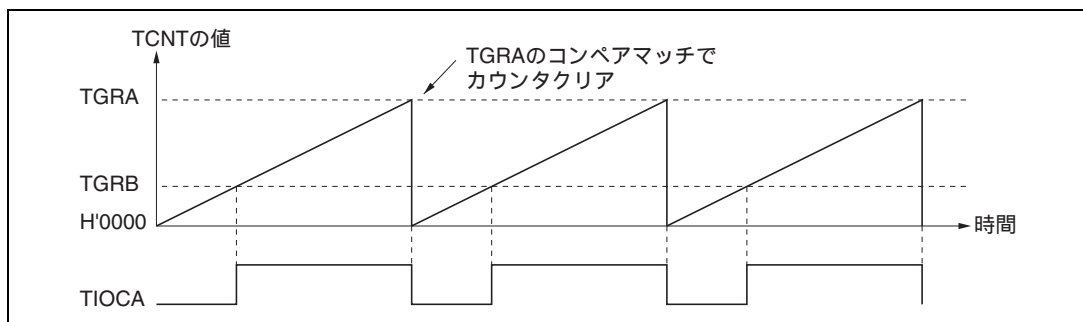 TCNTの値
TGRAのコンペアマッチで
カウンタクリア
TGRA
TGRB
H'0000
時間
TIOCA